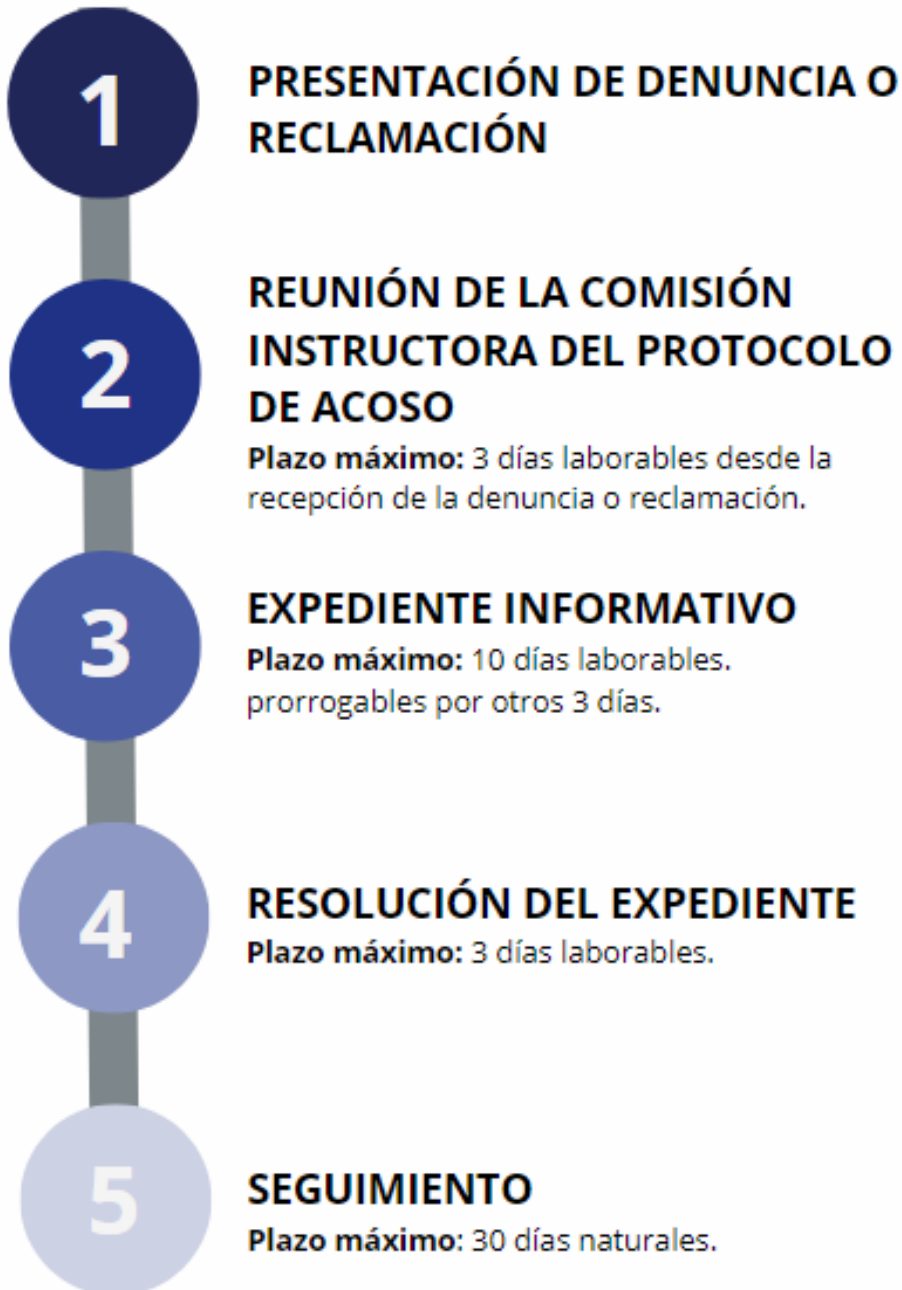 1
PRESENTACIÓN DE DENUNCIA O
RECLAMACIÓN
2
REUNIÓN DE LA COMISIÓN
INSTRUCTORA DEL PROTOCOLO
DE ACOSO
Plazo máximo: 3 días laborables desde la
recepción de la denuncia o reclamación.
3
EXPEDIENTE INFORMATIVO
Plazo máximo: 10 días laborables.
prorrogables por otros 3 días.
4
RESOLUCIÓN DEL EXPEDIENTE
Plazo máximo: 3 días laborables.
5
SEGUIMIENTO
Plazo máximo: 30 días naturales.